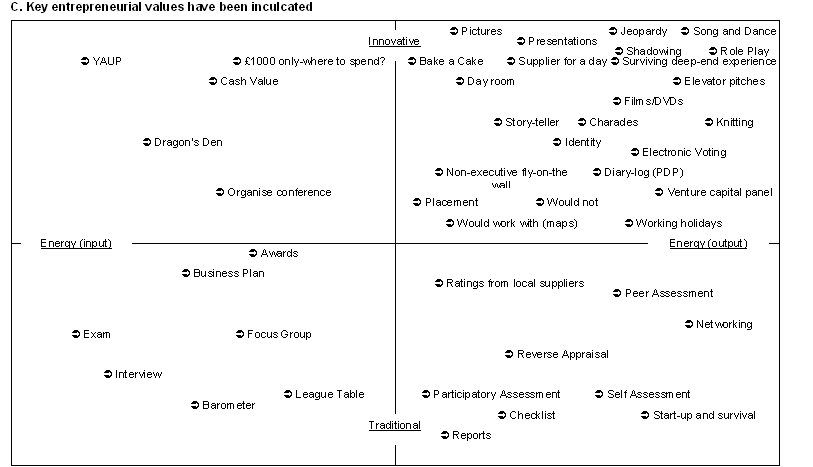 C. Key entrepreneurial values have been inculcated
Pictures
Jeopardy
Song and Dance
Innovative
Presentations
Shadowing
Role Play
YAUP
£1000 only-where to spend?
Bake a Cake
Supplier for a day
Surviving deep-end experience
Cash Value
Day room
Elevator pitches
Films/DVDs
Story-teller
Charades
Knitting
Dragon's Den
Identity
Electronic Voting
Non-executive fly-on-the
wall
Diary-log (PDP)
Organise conference
Venture capital panel
Placement
Would not
Would work with (maps)
Working holidays
Energy (input)
Energy (output)
Awards
Business Plan
Ratings from local suppliers
Peer Assessment
Networking
Exam
Focus Group
Reverse Appraisal
Interview
League Table
Participatory Assessment
Self Assessment
Barometer
Checklist
Start-up and survival
Traditional
Reports